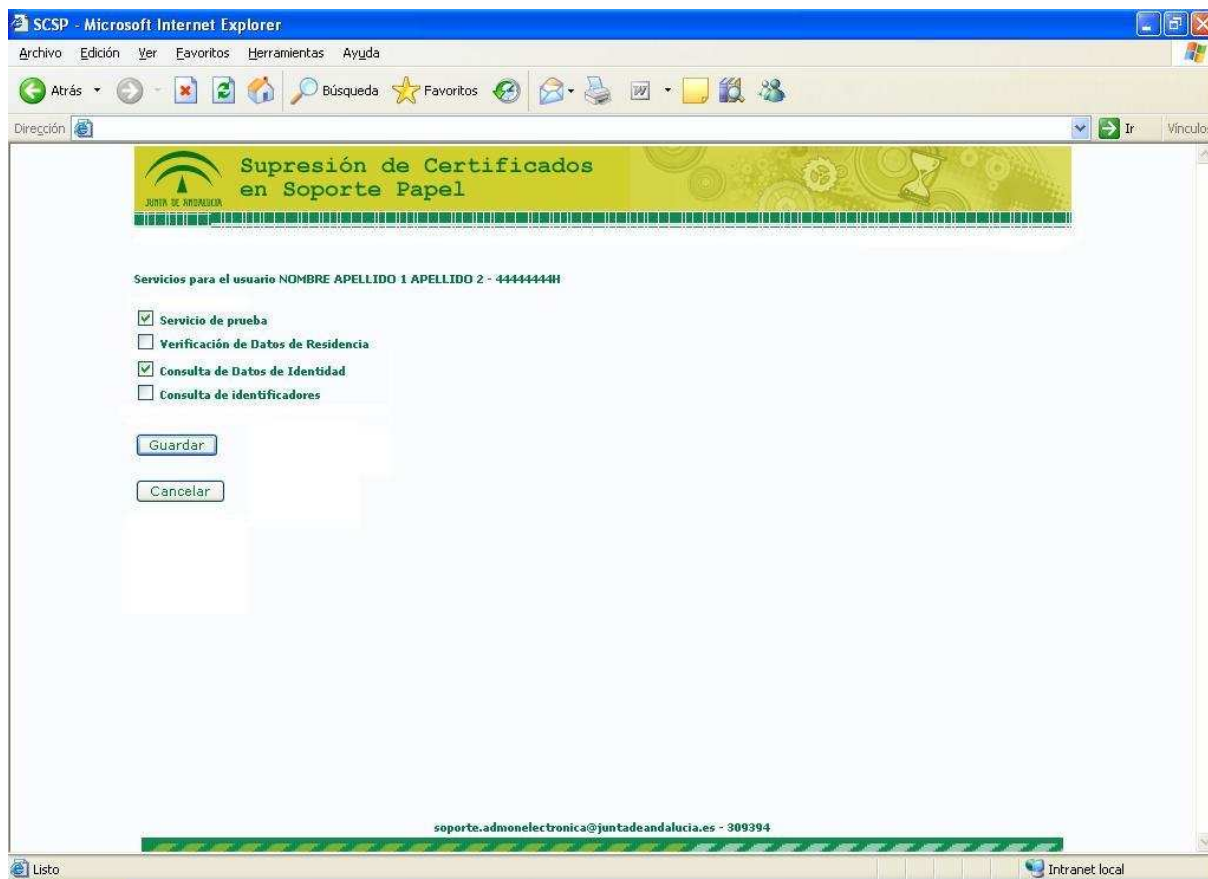 SCSP - Microsoft Internet Explorer
Archivo Edición Ver Favoritos Herramientas Ayuda
Atrás Búsqueda Favoritos
Dirección Ir Vínculos
Supresión de Certificados
en Soporte Papel
JUNTA DE ANDALUCIA
Servicios para el usuario NOMBRE APELLIDO 1 APELLIDO 2 - 44444444H
Servicio de prueba
Verificación de Datos de Residencia
Consulta de Datos de Identidad
Consulta de identificadores
Guardar
Cancelar
soporte.admonelectronica@juntadeandalucia.es - 309394
Listo Intranet local